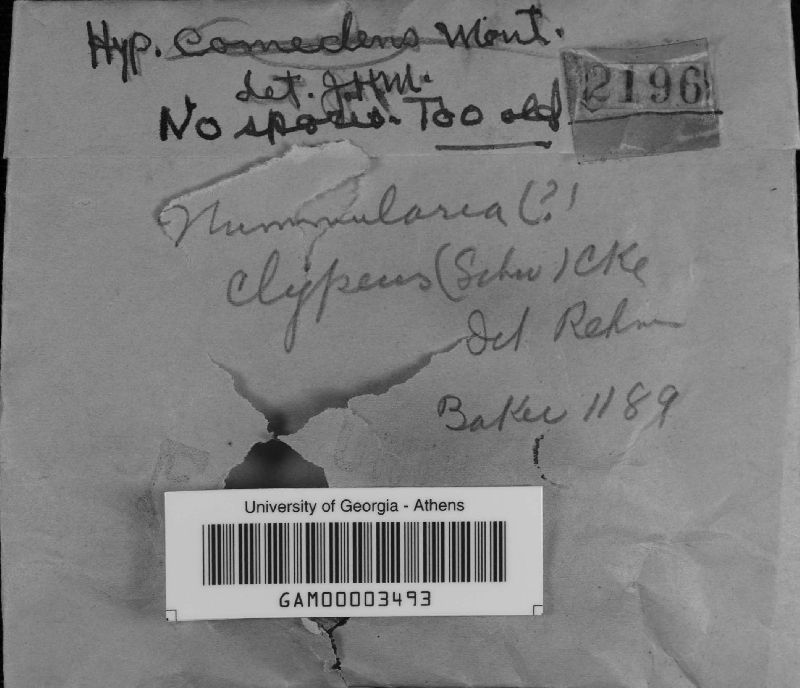 Hyp. Comedens Mont.
det. J.H.M.
No spores. Too old
2196
Nummularia (?)
Clypeus (Schw) CKe
Det Rehm
Baker 1189
University of Georgia - Athens
GAM00003493